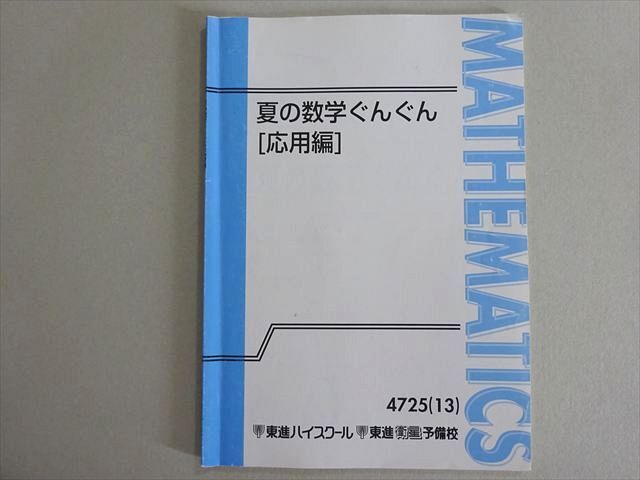 夏の数学ぐんぐん
[応用編]
MATHEMATICS
4725(13)
東進ハイスクール 東進衛星予備校